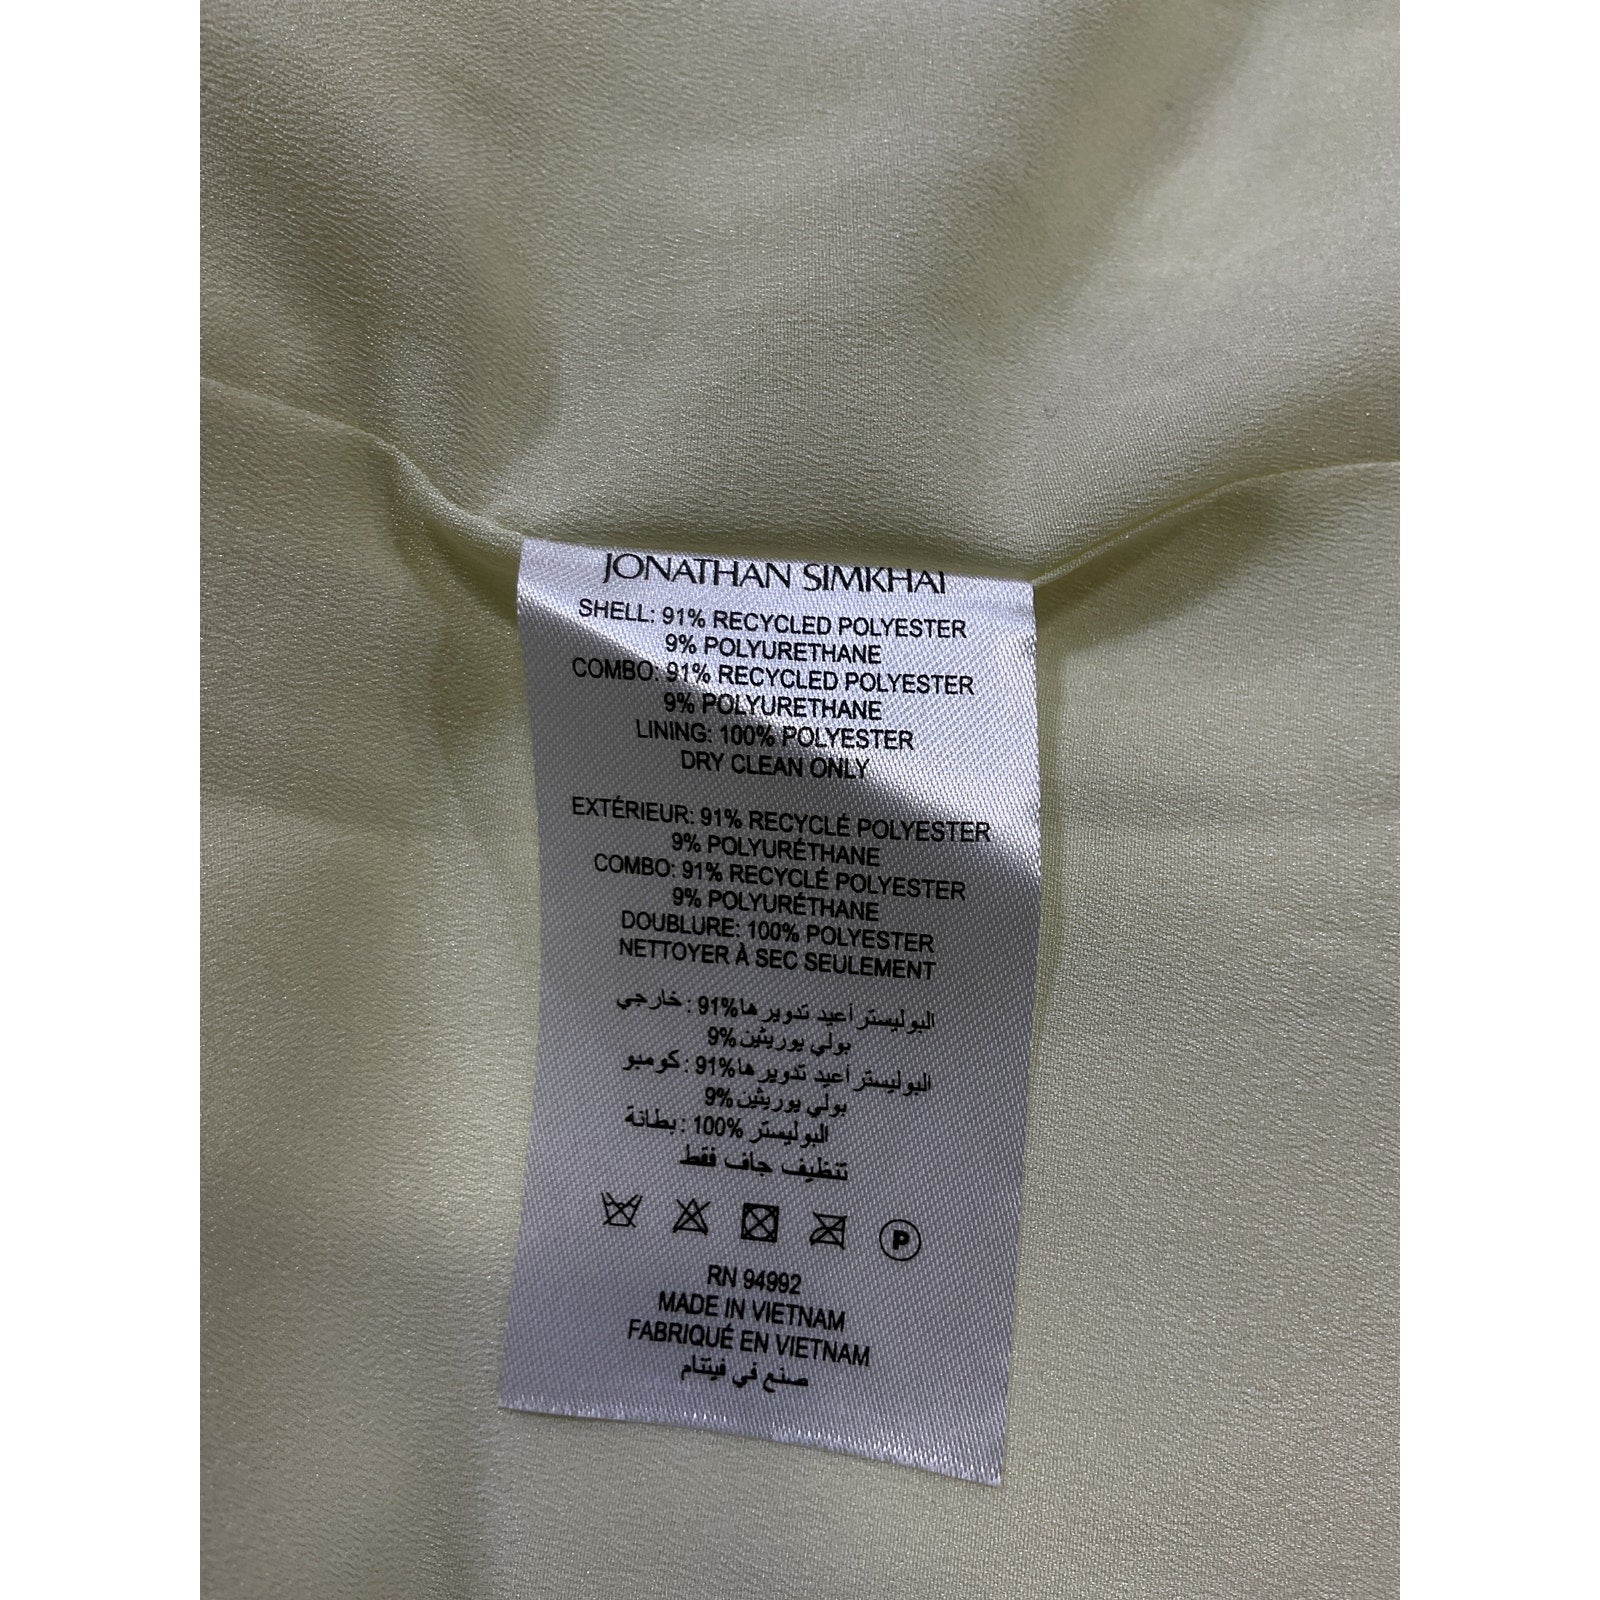 JONATHAN SIMKHAI
SHELL: 91% RECYCLED POLYESTER
9% POLYURETHANE
COMBO: 91% RECYCLED POLYESTER
9% POLYURETHANE
LINING: 100% POLYESTER
DRY CLEAN ONLY
EXTÉRIEUR: 91% RECYCLÉ POLYESTER
9% POLYURÉTHANE
COMBO: 91% RECYCLÉ POLYESTER
9% POLYURÉTHANE
DOUBLURE: 100% POLYESTER
NETTOYER À SEC SEULEMENT
البوليستر أعيد تدويرها 91% : خارجي
بولي يوريثين 9%
البوليستر أعيد تدويرها 91% : كومبو
بولي يوريثين 9%
البوليستر 100% : بطانة
تنظيف جاف فقط
P
RN 94992
MADE IN VIETNAM
FABRIQUÉ EN VIETNAM
صنع في فيتنام